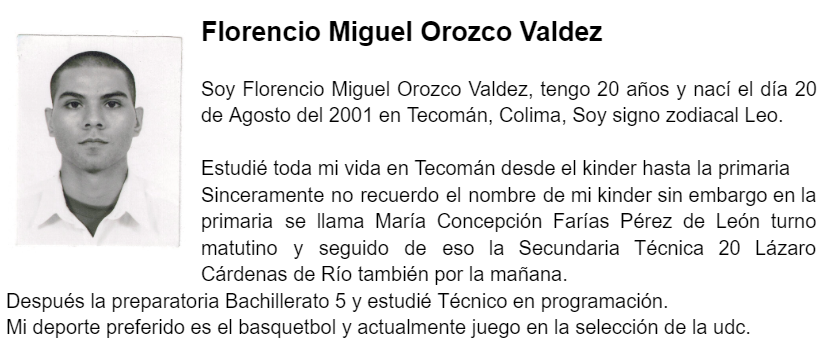 Florencio Miguel Orozco Valdez
Soy Florencio Miguel Orozco Valdez, tengo 20 años y nací el día 20
de Agosto del 2001 en Tecomán, Colima, Soy signo zodiacal Leo.
Estudié toda mi vida en Tecomán desde el kinder hasta la primaria
Sinceramente no recuerdo el nombre de mi kinder sin embargo en la
primaria se llama María Concepción Farías Pérez de León turno
matutino y seguido de eso la Secundaria Técnica 20 Lázaro
Cárdenas de Río también por la mañana.
Después la preparatoria Bachillerato 5 y estudié Técnico en programación.
Mi deporte preferido es el basquetbol y actualmente juego en la selección de la udc.